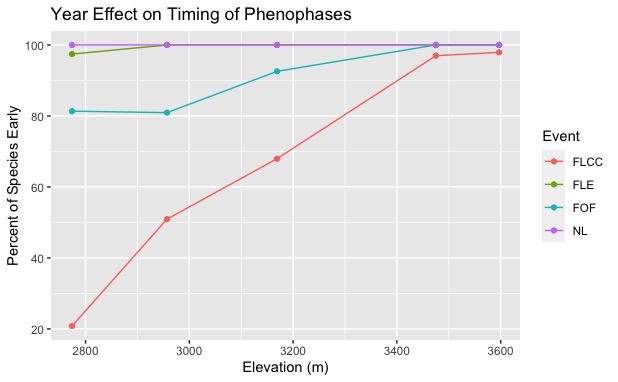 Year Effect on Timing of Phenophases
Percent of Species Early
100
80
60
40
20
2800 3000 3200 3400 3600
Elevation (m)
Event
FLCC
FLE
FOF
NL